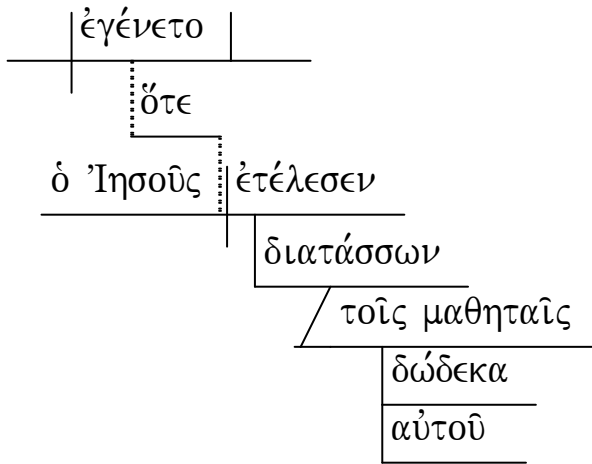 ἐγένετο
ὅτε
ὁ Ἰησοῦς ἐτέλεσεν
διατάσσων
τοῖς μαθηταῖς
δώδεκα
αὐτοῦ